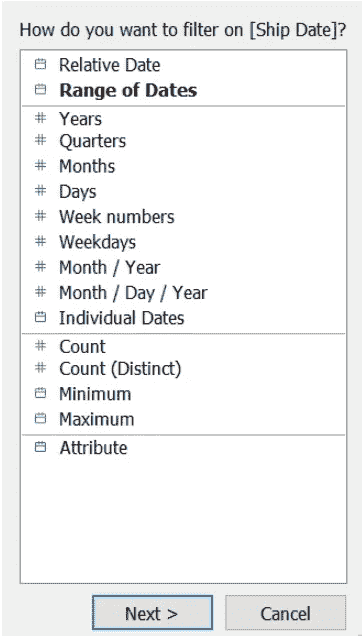 How do you want to filter on [Ship Date]?
Relative Date
Range of Dates
# Years
# Quarters
# Months
# Days
# Week numbers
# Weekdays
# Month / Year
# Month / Day / Year
Individual Dates
# Count
# Count (Distinct)
Minimum
Maximum
Attribute
Next > Cancel